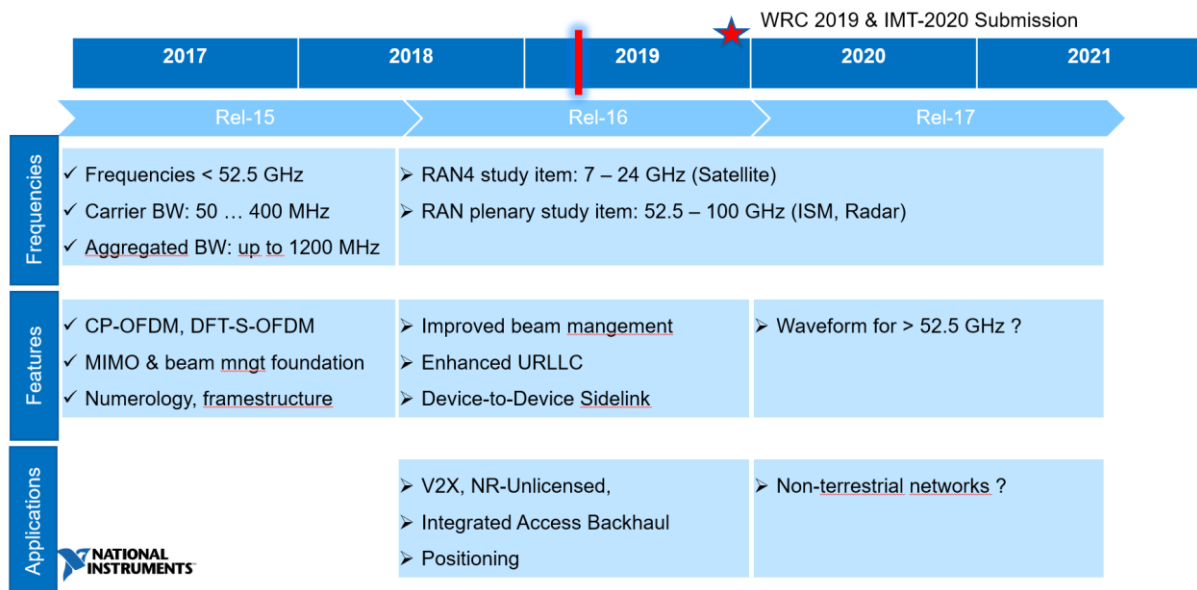 WRC 2019 & IMT-2020 Submission
2017 2018 2019 2020 2021
Rel-15 Rel-16 Rel-17
Frequencies
✓ Frequencies < 52.5 GHz
✓ Carrier BW: 50 … 400 MHz
✓ Aggregated BW: up to 1200 MHz
➢ RAN4 study item: 7 – 24 GHz (Satellite)
➢ RAN plenary study item: 52.5 – 100 GHz (ISM, Radar)
Features
✓ CP-OFDM, DFT-S-OFDM
✓ MIMO & beam mngt foundation
✓ Numerology, framestructure
➢ Improved beam mangement
➢ Enhanced URLLC
➢ Device-to-Device Sidelink
➢ Waveform for > 52.5 GHz ?
Applications
➢ V2X, NR-Unlicensed,
➢ Integrated Access Backhaul
➢ Positioning
➢ Non-terrestrial networks ?
NATIONAL
INSTRUMENTS